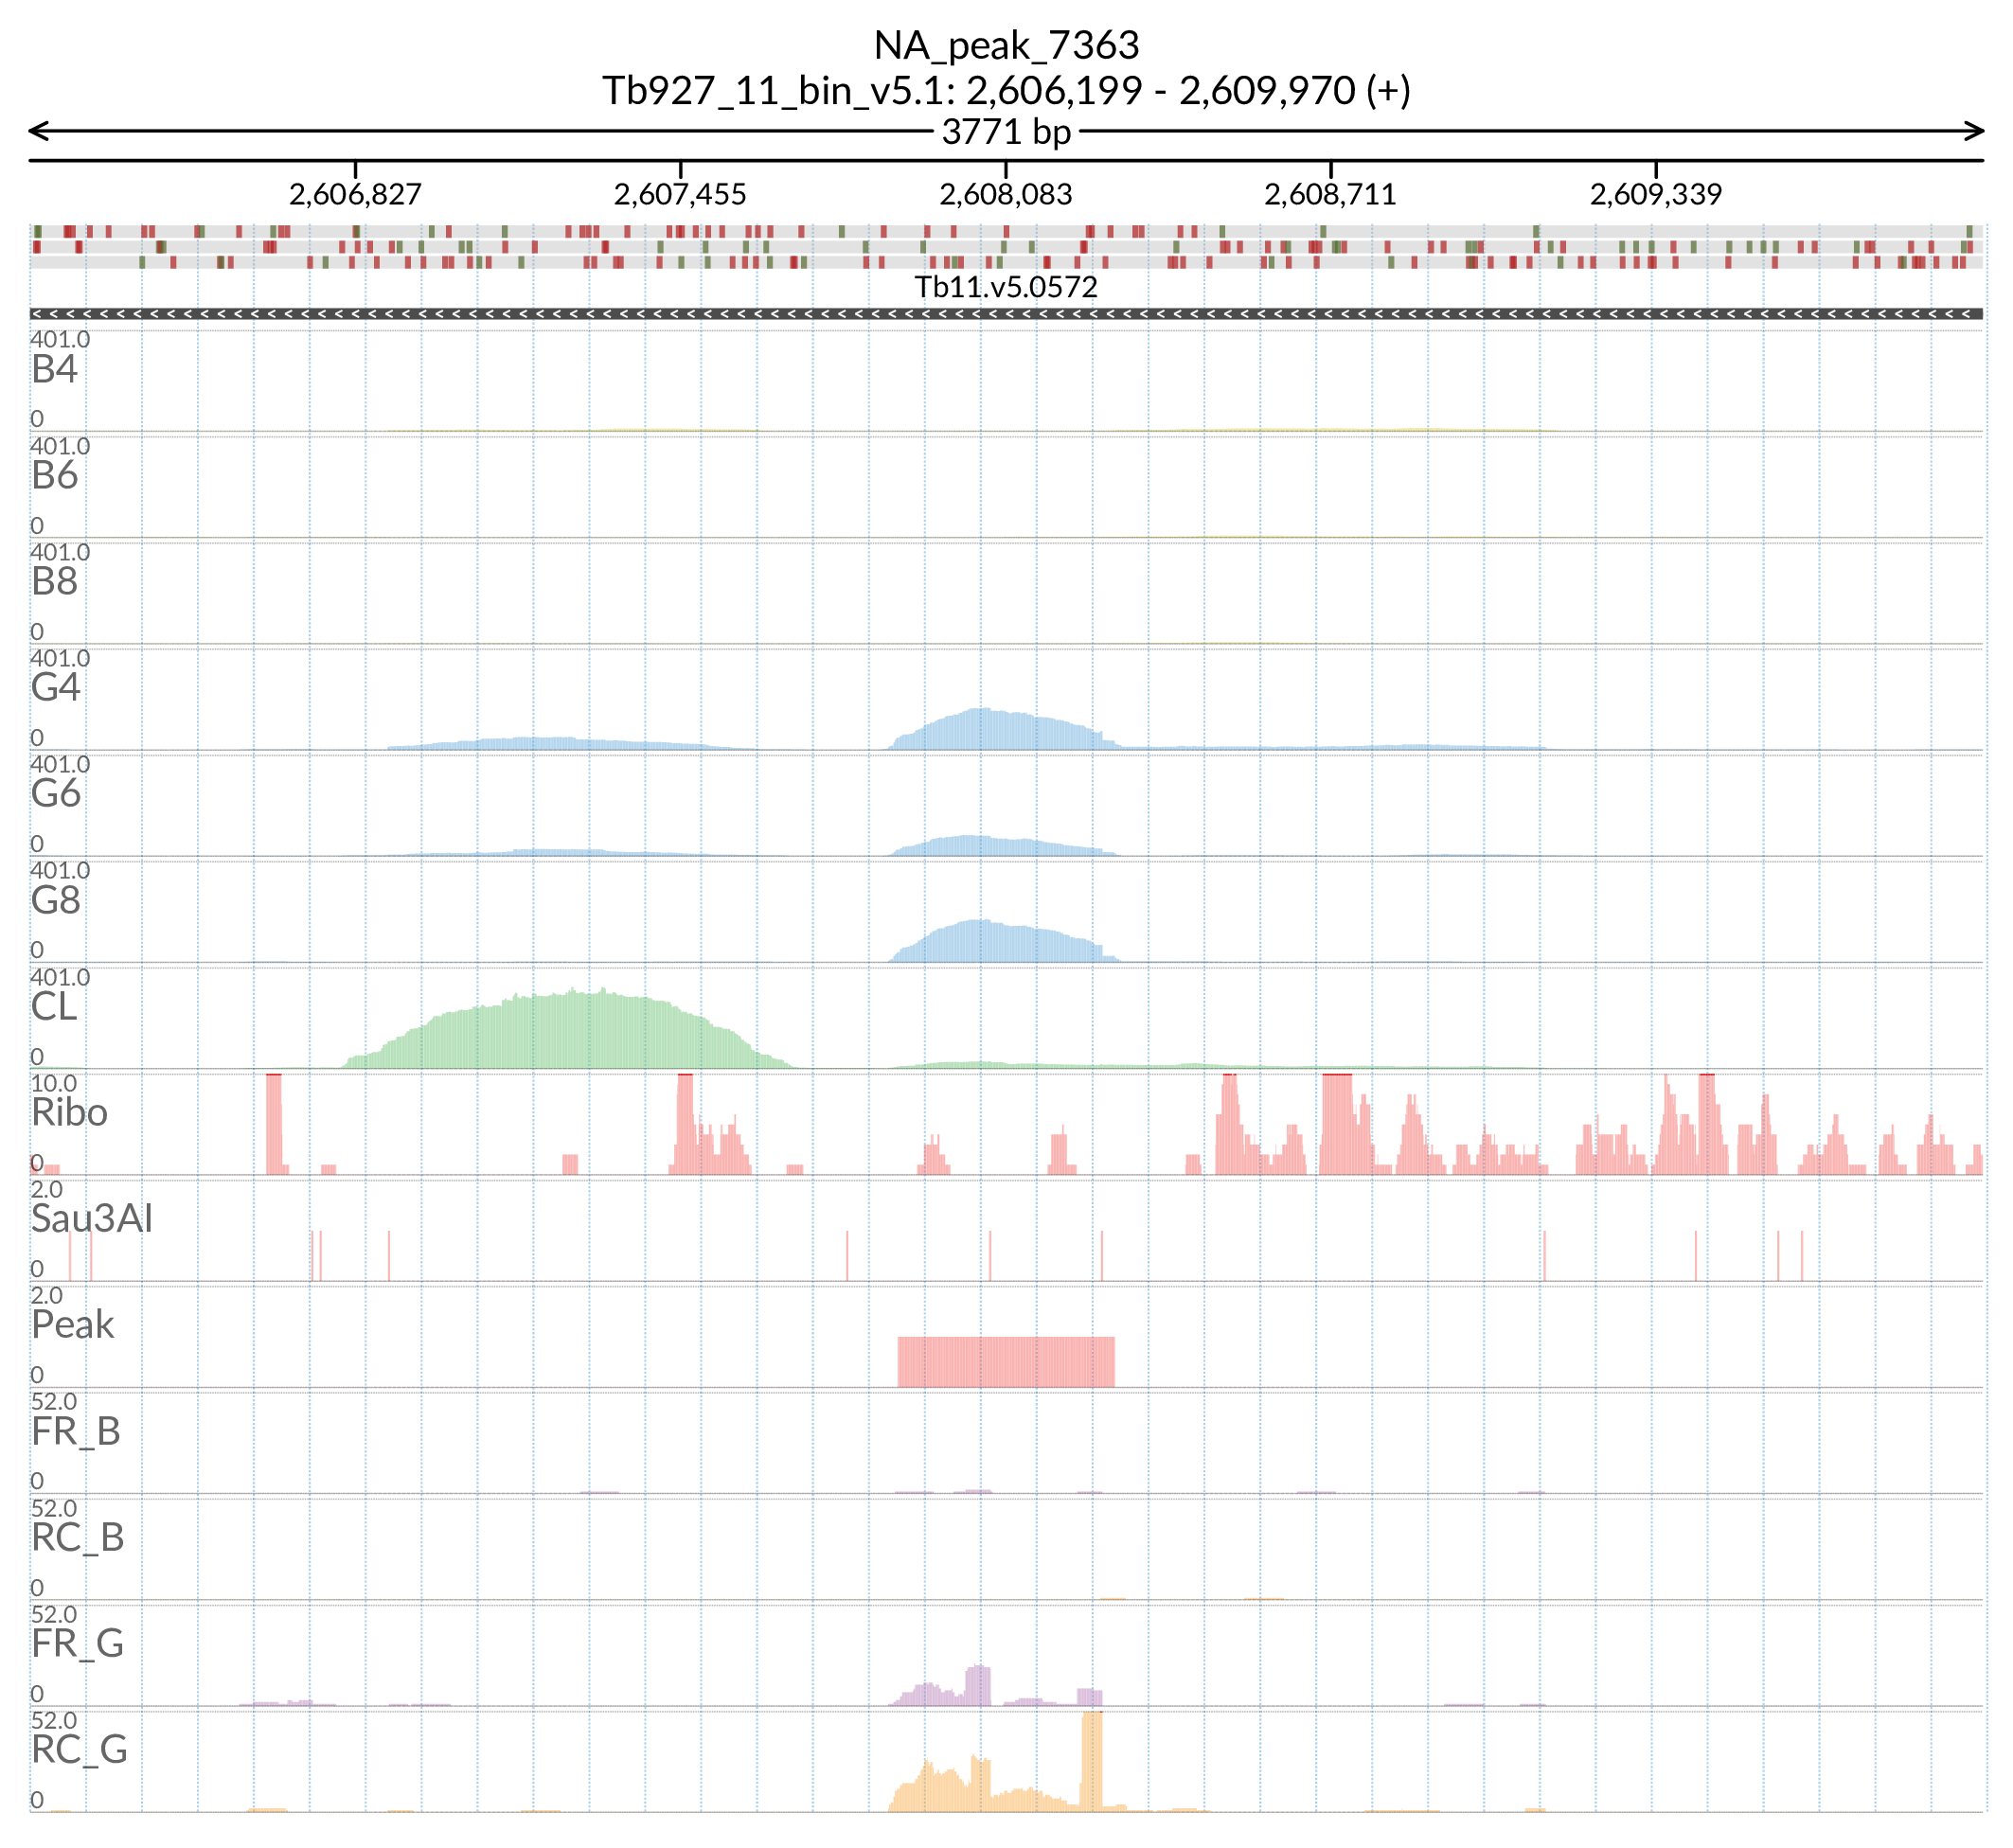 NA_peak_7363
Tb927_11_bin_v5.1: 2,606,199 - 2,609,970 (+)
3771 bp
2,606,827 2,607,455 2,608,083 2,608,711 2,609,339
Tb11.v5.0572
401.0
B4
0
401.0
B6
0
401.0
B8
0
401.0
G4
0
401.0
G6
0
401.0
G8
0
401.0
CL
0
10.0
Ribo
0
2.0
Sau3AI
0
2.0
Peak
0
52.0
FR_B
0
52.0
RC_B
0
52.0
FR_G
0
52.0
RC_G
0